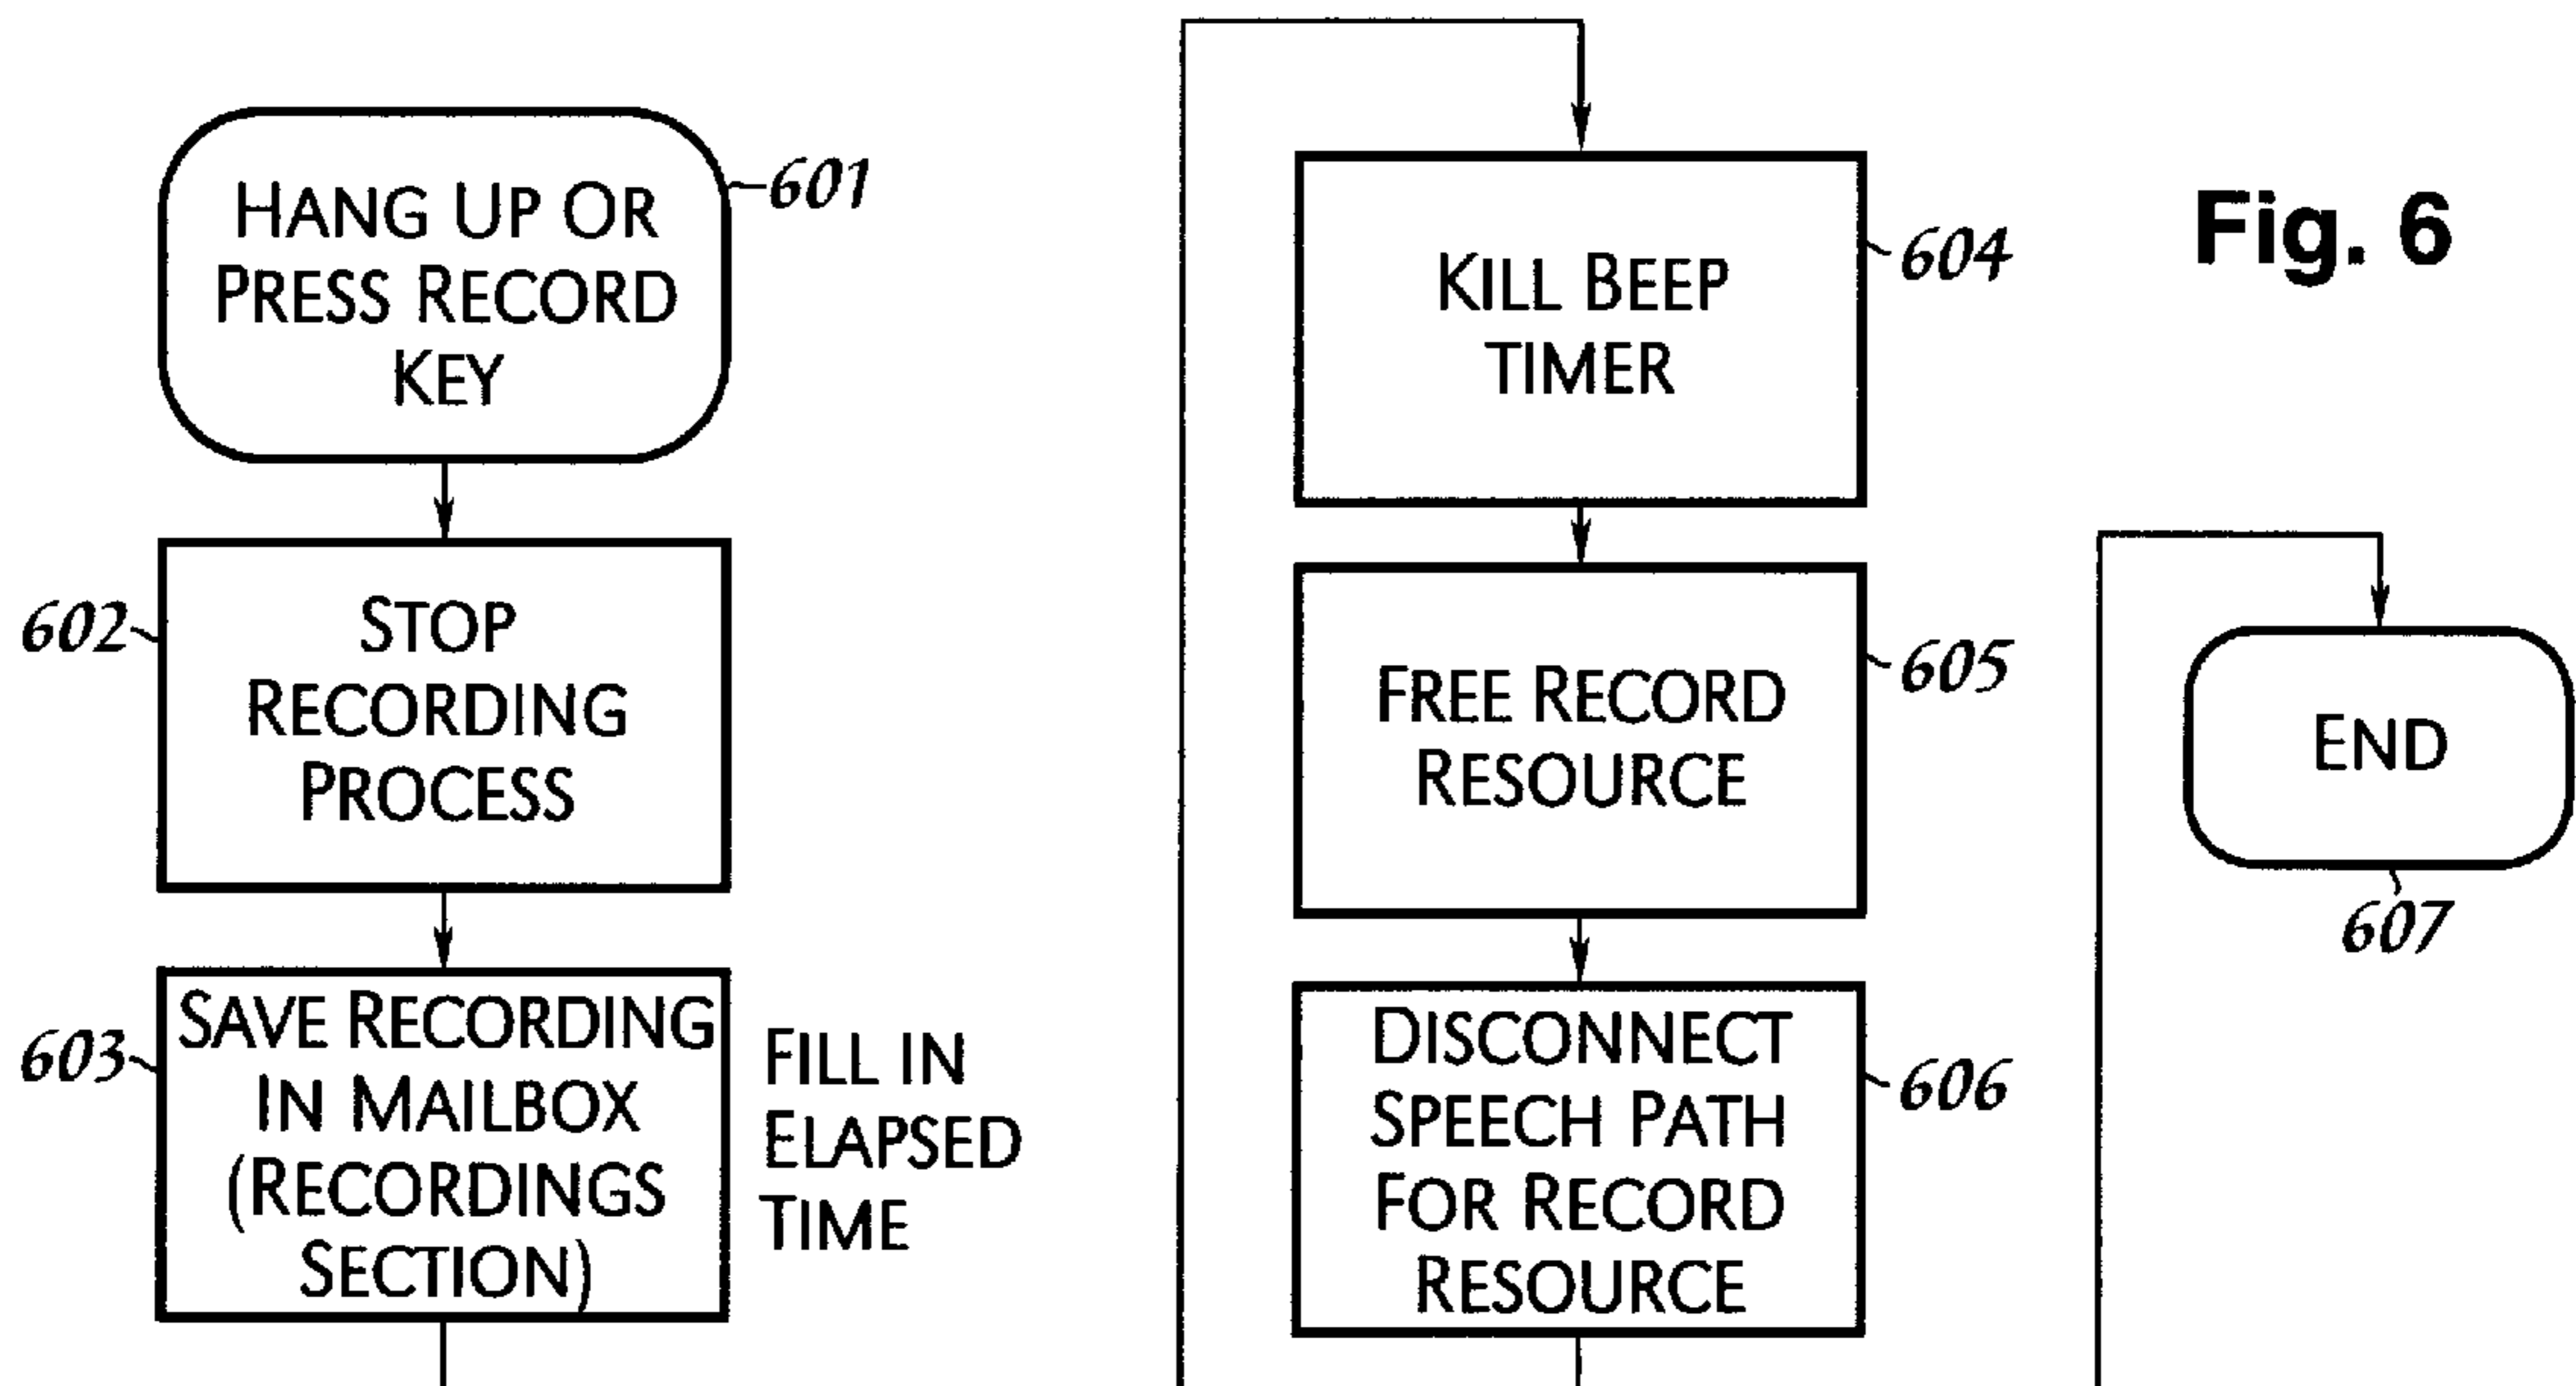 HANG UP OR
PRESS RECORD
KEY
601
602
STOP
RECORDING
PROCESS
603
SAVE RECORDING
IN MAILBOX
(RECORDINGS
SECTION)
FILL IN
ELAPSED
TIME
KILL BEEP
TIMER
604
FREE RECORD
RESOURCE
605
DISCONNECT
SPEECH PATH
FOR RECORD
RESOURCE
606
Fig. 6
END
607